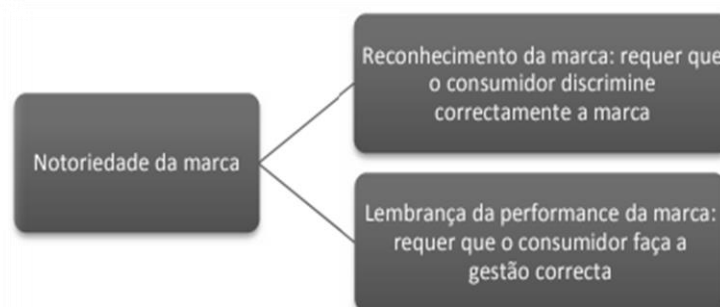 Notoriedade da marca
Reconhecimento da marca: requer que
o consumidor discrimine
correctamente a marca
Lembrança da performance da marca:
requer que o consumidor faça a
gestão correcta